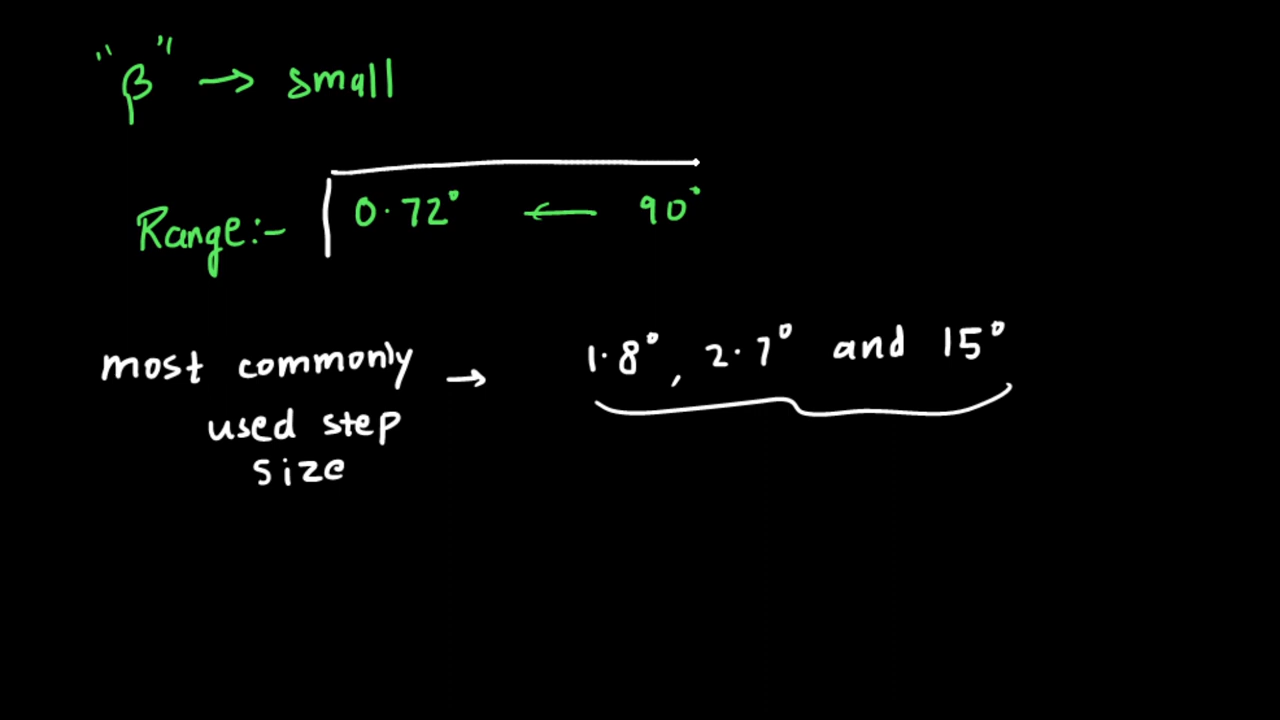 "β" → small
Range:- 0.72° ← 90°
most commonly → 1.8°, 2.7° and 15°
used step
size